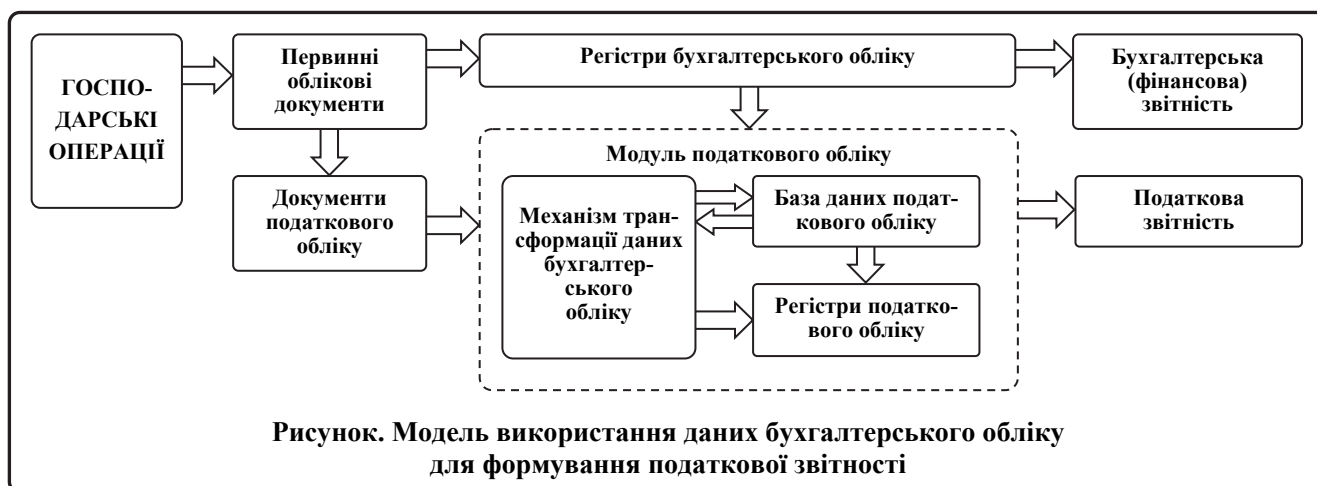 ГОСПО-
ДАРСЬКІ
ОПЕРАЦІЇ
Первинні
облікові
документи
Регістри бухгалтерського обліку
Бухгалтерська
(фінансова)
звітність
Документи
податкового
обліку
Модуль податкового обліку
Механізм тран-
сформації даних
бухгалтер-
ського
обліку
База даних подат-
кового обліку
Регістри податко-
вого обліку
Податкова
звітність
Рисунок. Модель використання даних бухгалтерського обліку
для формування податкової звітності